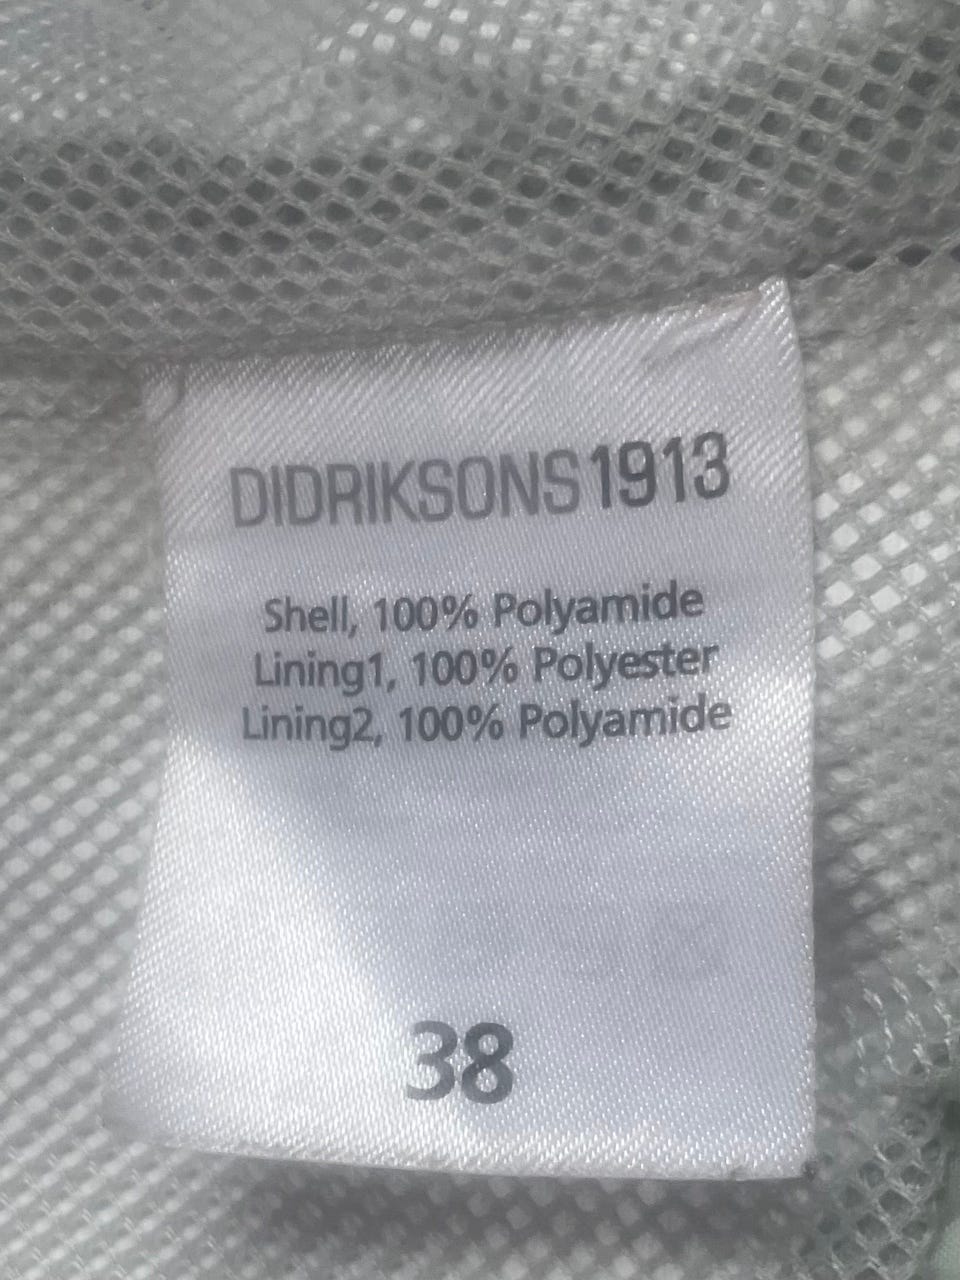 DIDRIKSONS1913
Shell, 100% Polyamide
Lining1, 100% Polyester
Lining2, 100% Polyamide
38